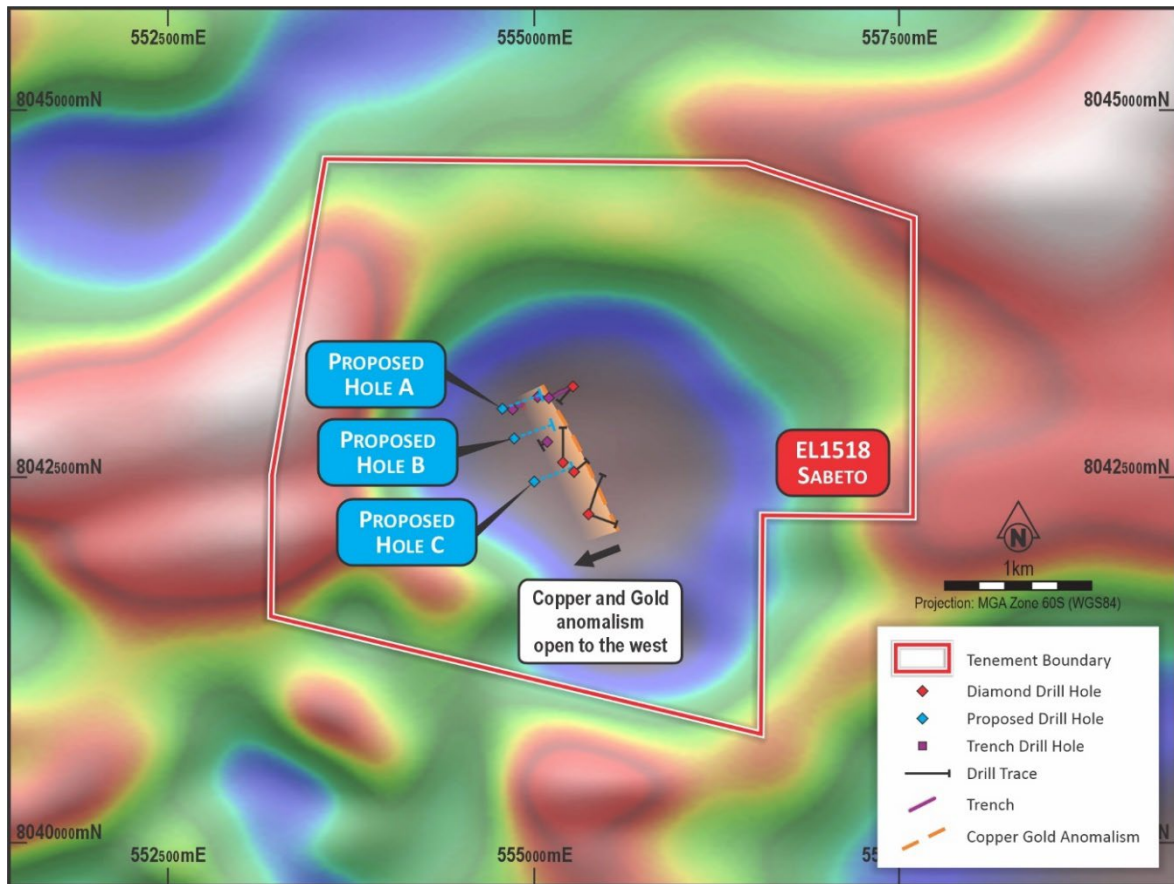 552500mE
555000mE
557500mE
8045000mN
8045000mN
PROPOSED
HOLE A
PROPOSED
HOLE B
PROPOSED
HOLE C
EL1518
SABETO
8042500mN
8042500mN
Copper and Gold
anomalism
open to the west
N
1km
Projection: MGA Zone 60S (WGS84)
Tenement Boundary
Diamond Drill Hole
Proposed Drill Hole
Trench Drill Hole
Drill Trace
Trench
Copper Gold Anomalism
8040000mN
552500mE
555000mE